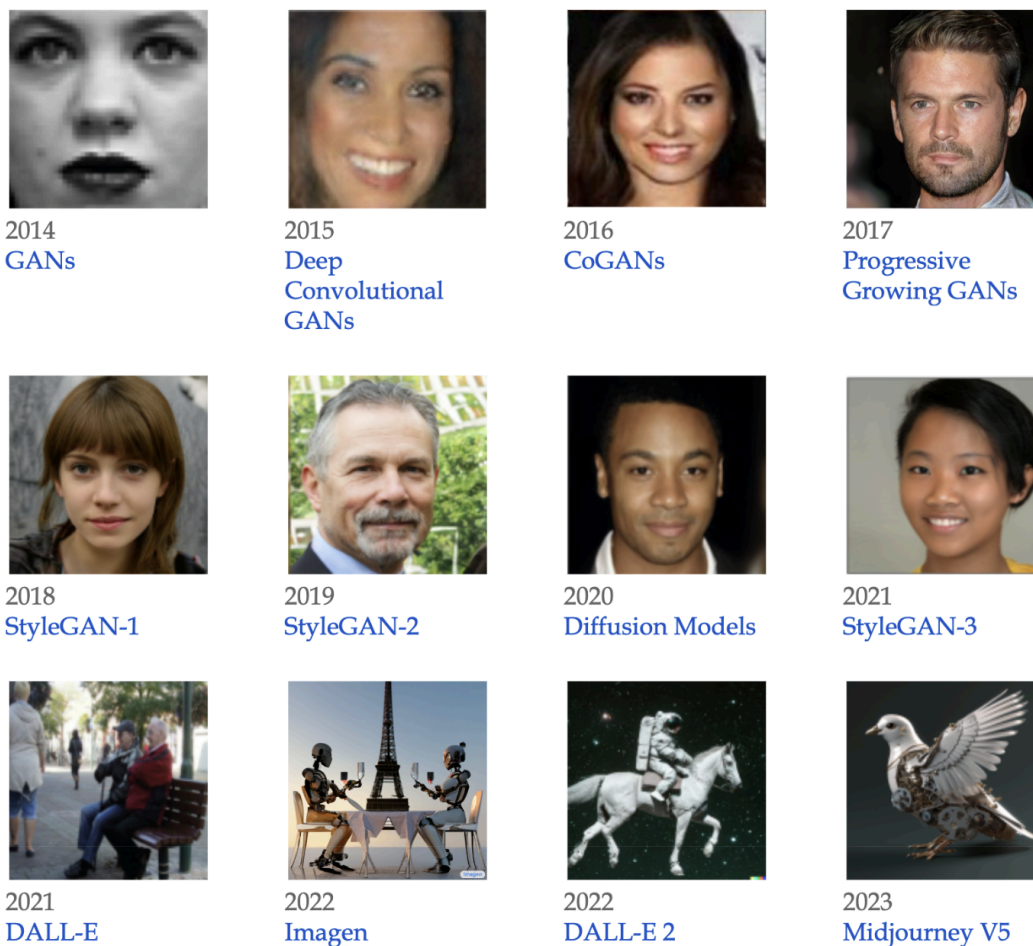 2014
GANs
2015
Deep
Convolutional
GANs
2016
CoGANs
2017
Progressive
Growing GANs
2018
StyleGAN-1
2019
StyleGAN-2
2020
Diffusion Models
2021
StyleGAN-3
Imagen
2021
DALL-E
2022
Imagen
2022
DALL-E 2
2023
Midjourney V5